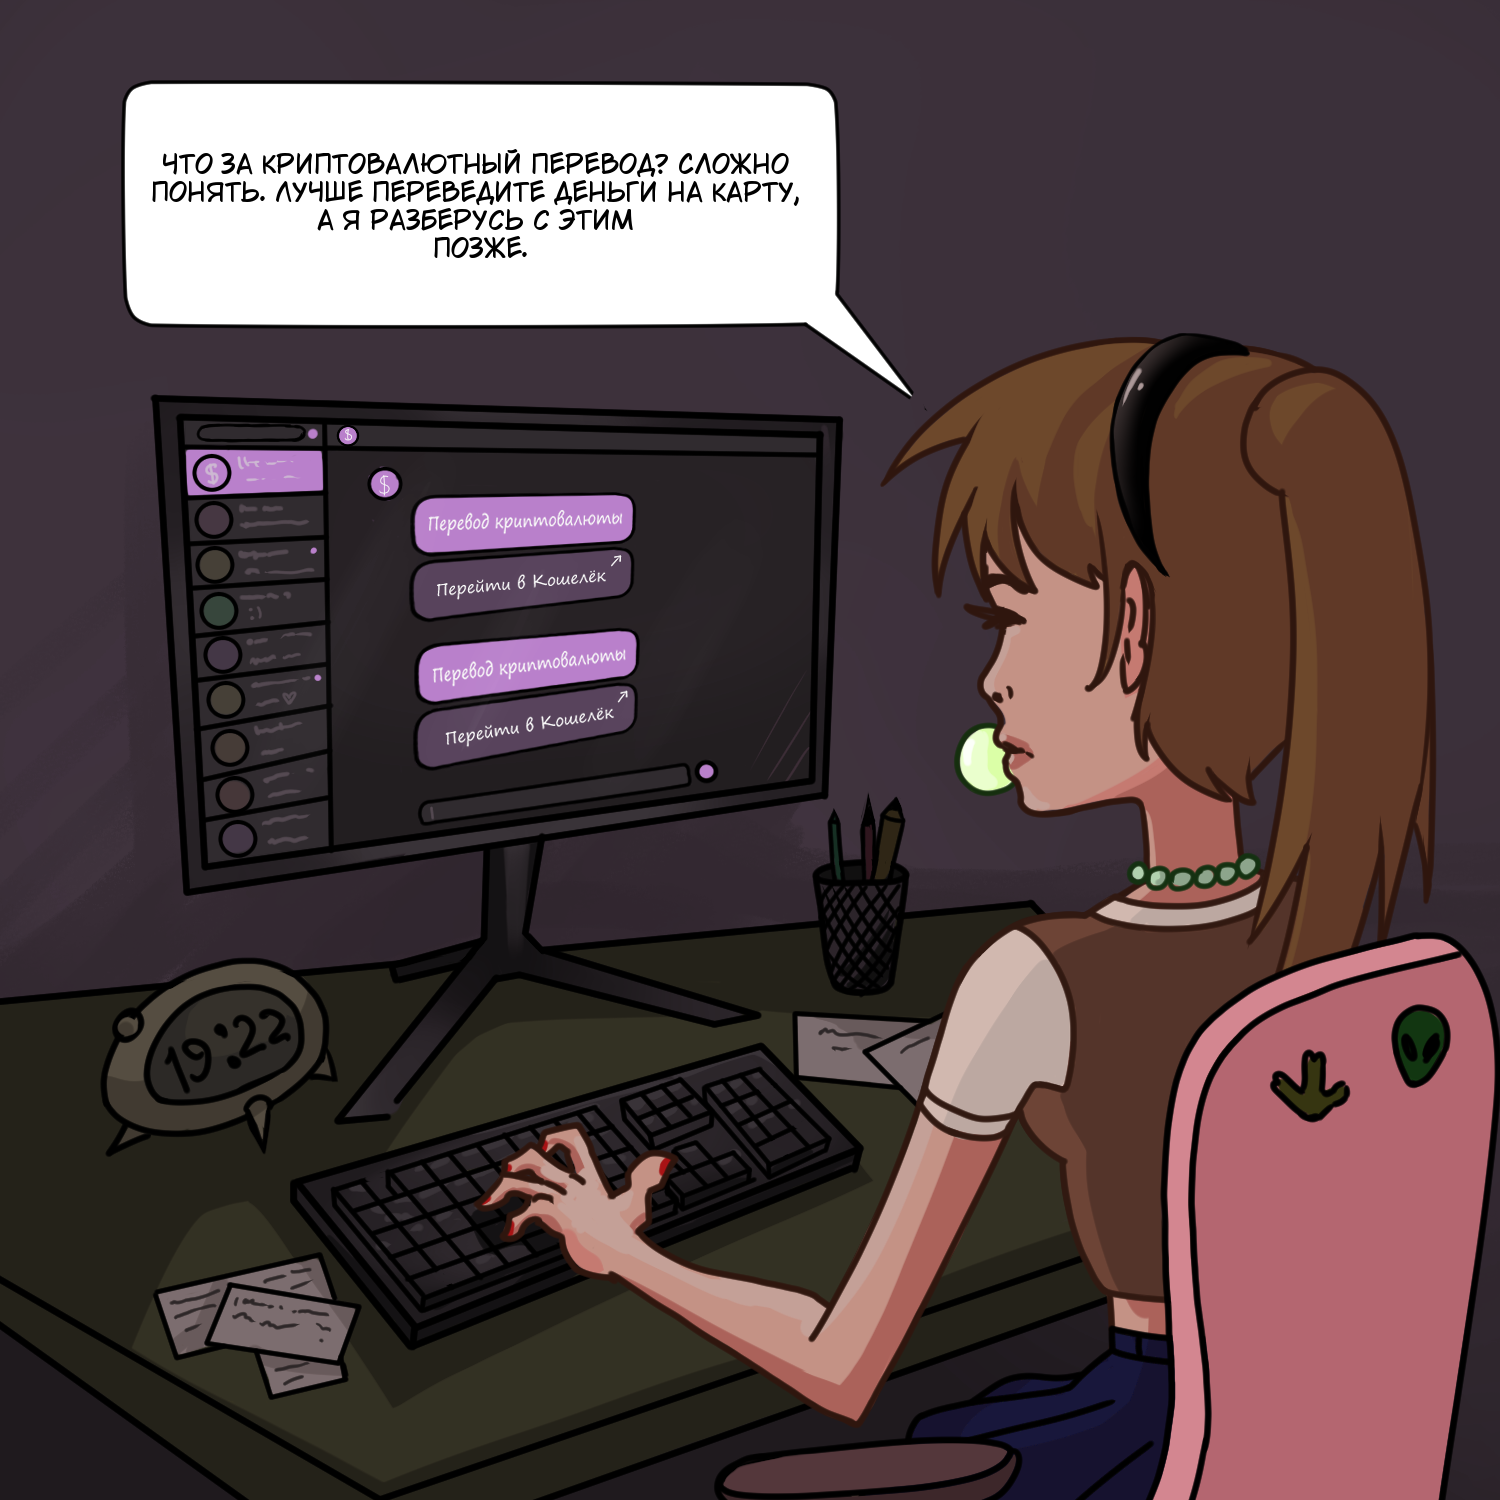 ЧТО ЗА КРИПТОВАЛЮТНЫЙ ПЕРЕВОД? СЛОЖНО
ПОНЯТЬ. ЛУЧШЕ ПЕРЕВЕДИТЕ ДЕНЬГИ НА КАРТУ,
А Я РАЗБЕРУСЬ С ЭТИМ
ПОЗЖЕ.
$
$
$
Перевод криптовалюты
Перейти в Кошелёк
:)
Перевод криптовалюты
Перейти в Кошелёк
19:22